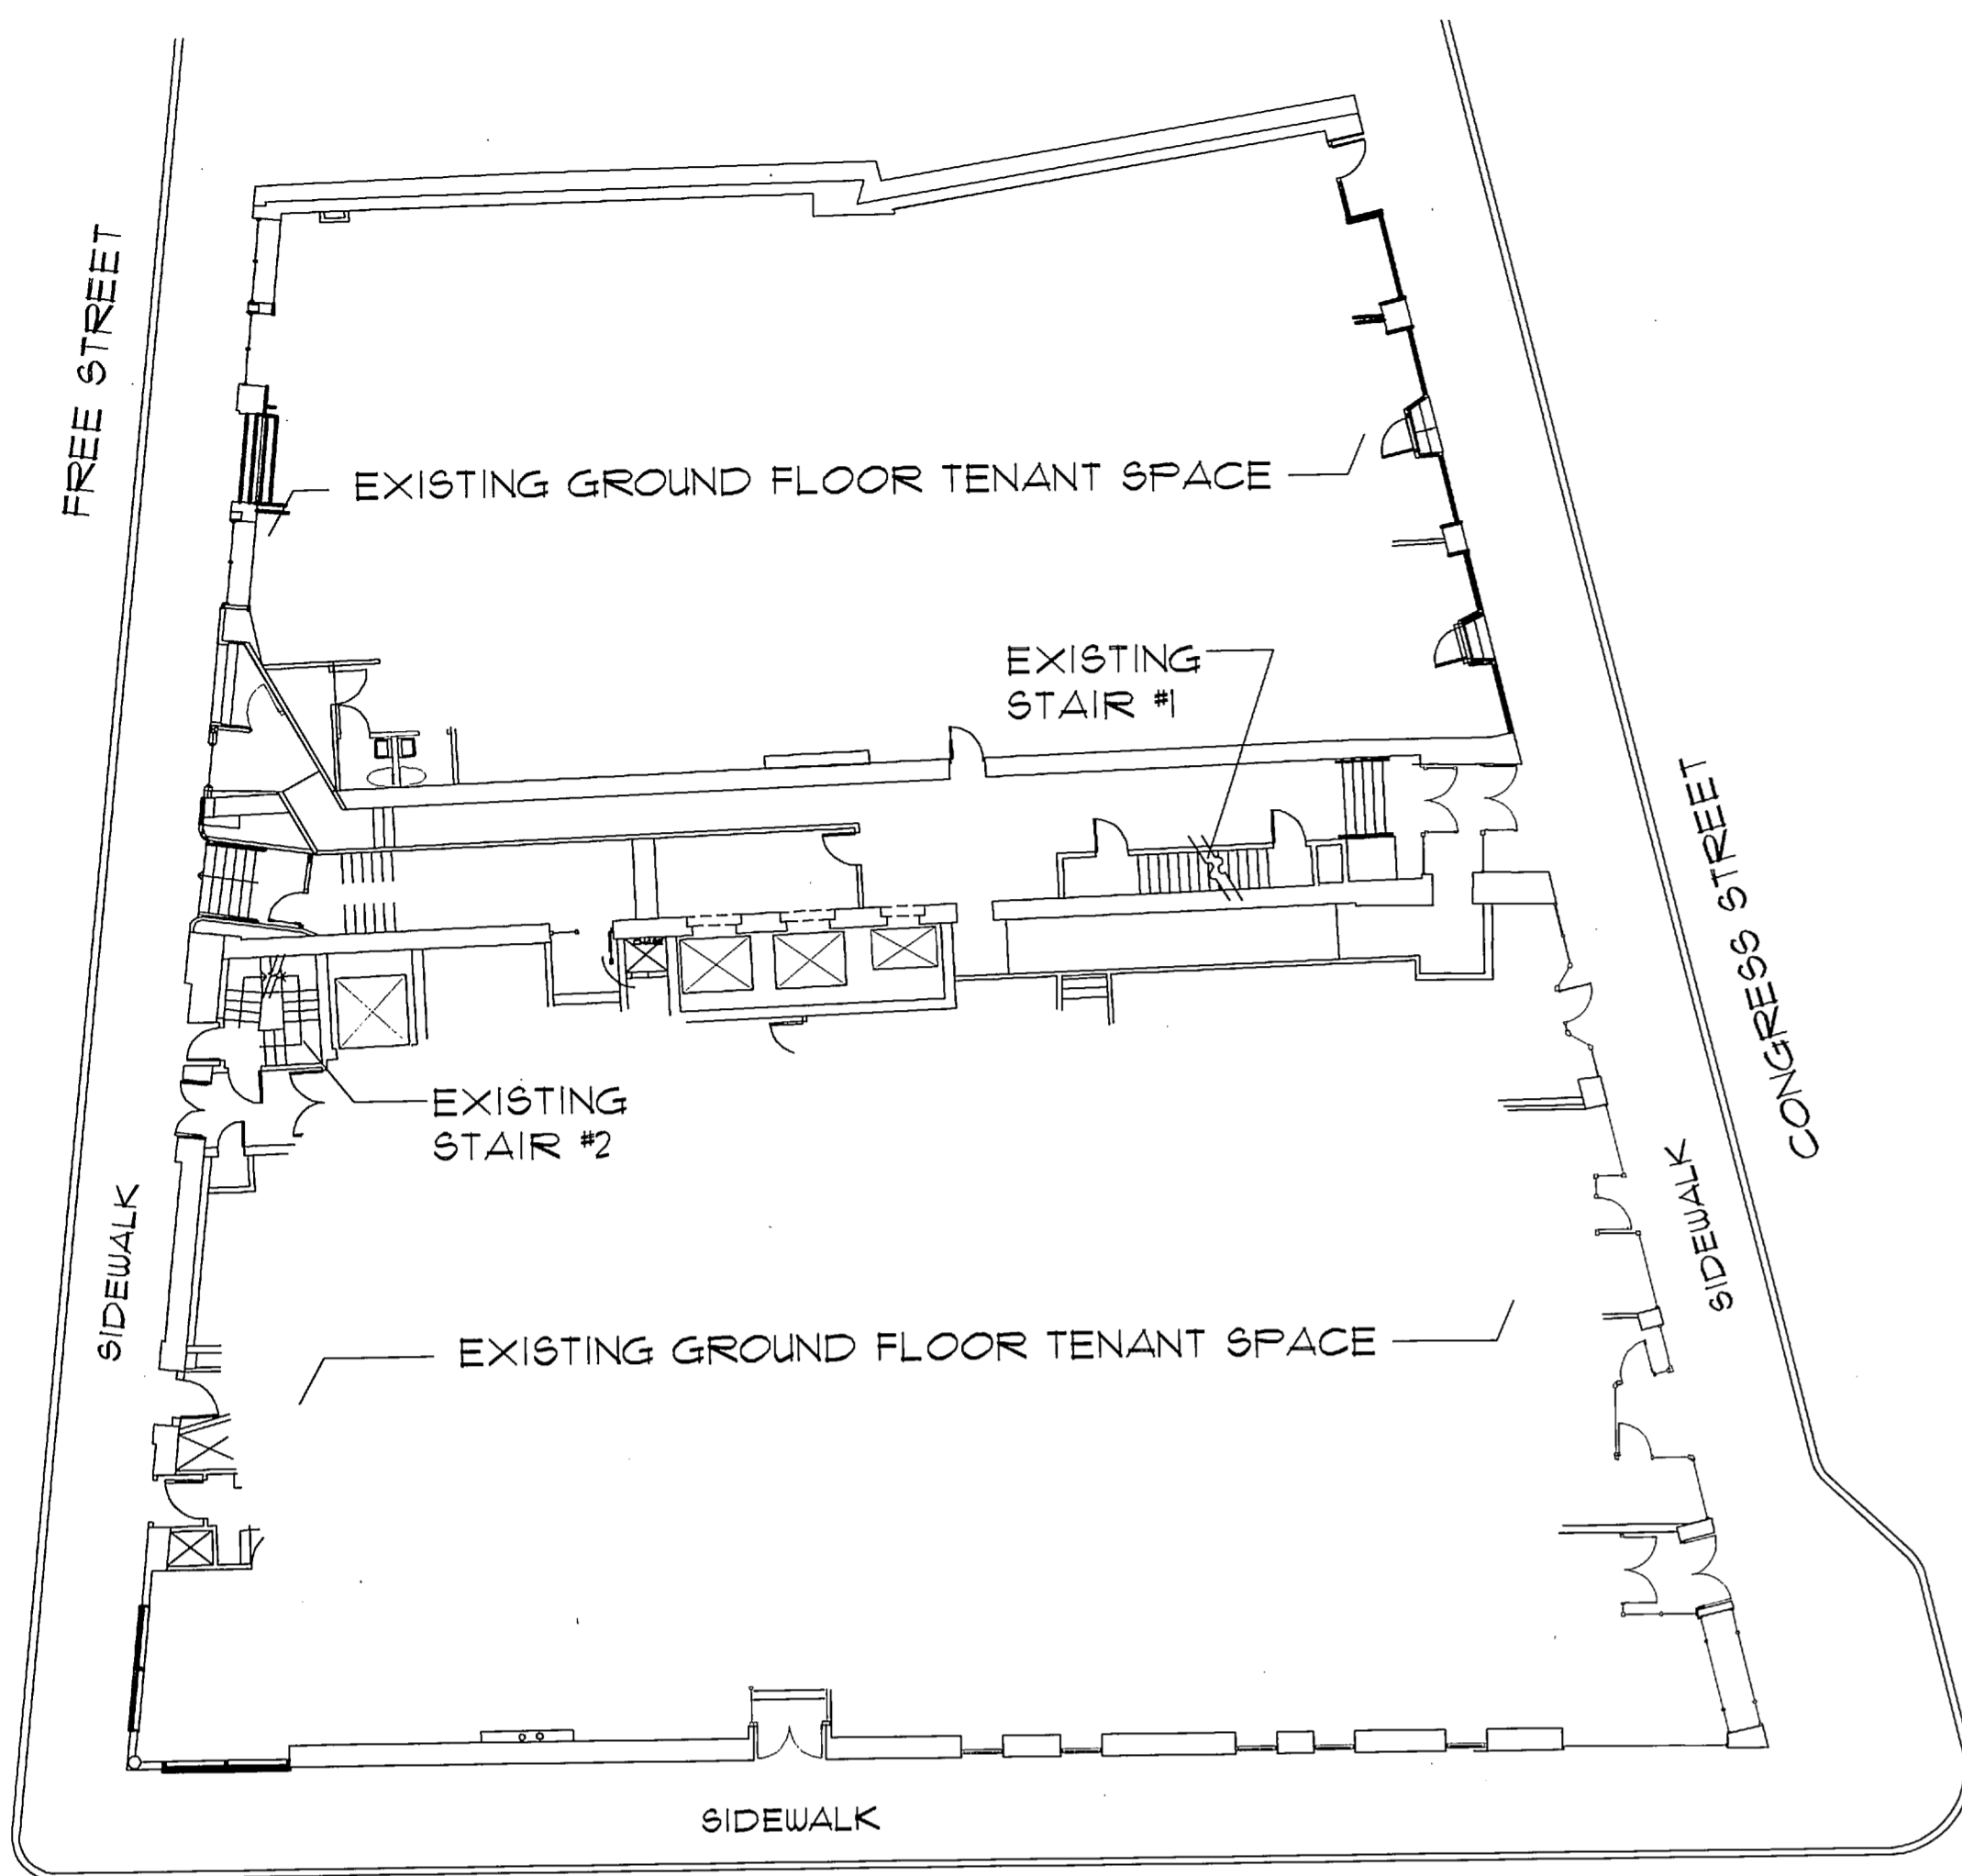 FREE STREET
EXISTING GROUND FLOOR TENANT SPACE
EXISTING
STAIR #1
CONGRESS STREET
EXISTING
STAIR #2
SIDEWALK
SIDEWALK
EXISTING GROUND FLOOR TENANT SPACE
SIDEWALK